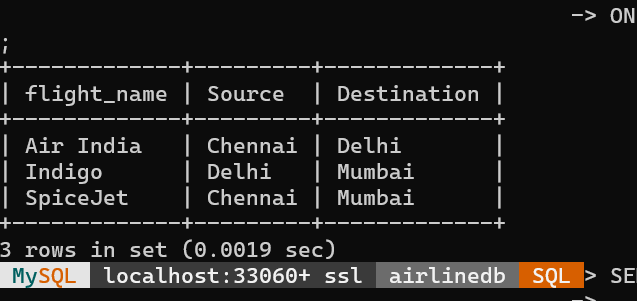 -> ON
;
+-------------+---------+-------------+
| flight_name | Source  | Destination |
+-------------+---------+-------------+
| Air India   | Chennai | Delhi       |
| Indigo      | Delhi   | Mumbai      |
| SpiceJet    | Chennai | Mumbai      |
+-------------+---------+-------------+
3 rows in set (0.0019 sec)
MySQL localhost:33060+ ssl airlinedb SQL >
->